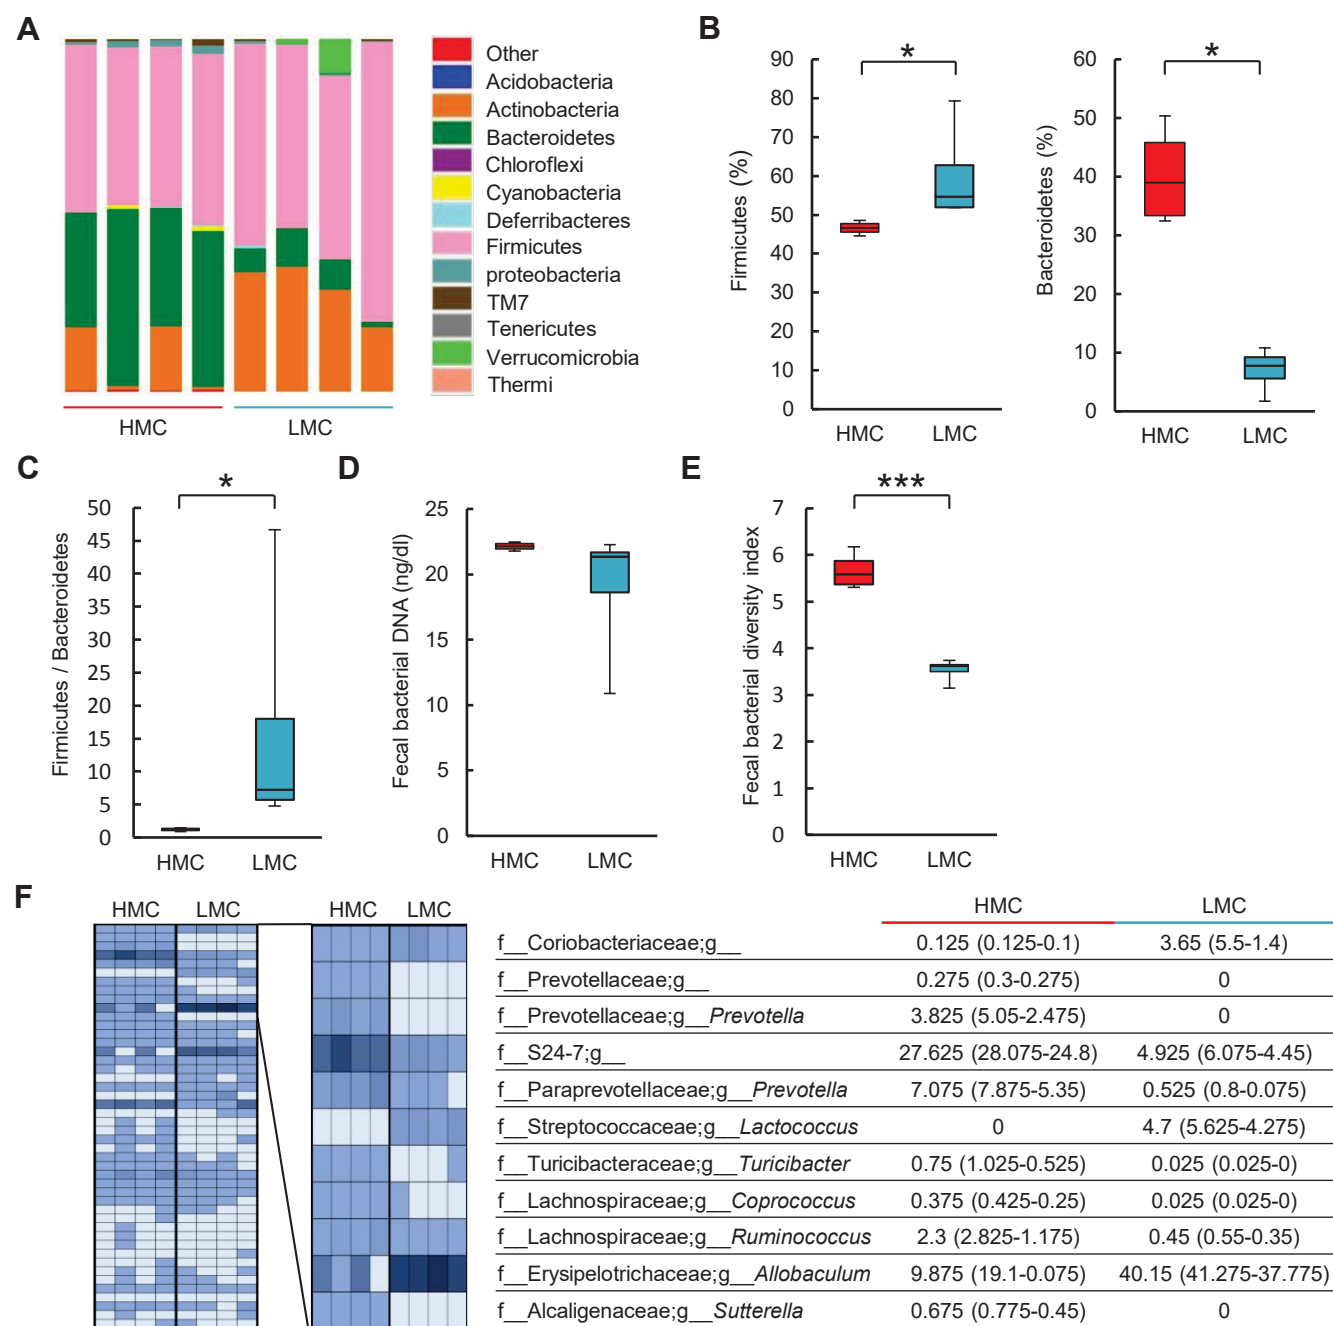 A
Other
Acidobacteria
Actinobacteria
Bacteroidetes
Chloroflexi
Cyanobacteria
Deferribacteres
Firmicutes
proteobacteria
TM7
Tenericutes
Verrucomicrobia
Thermi
HMC LMC
B
*
Firmicutes (%)
90
80
70
60
50
40
30
20
10
0
HMC LMC
*
Bacteroidetes (%)
60
50
40
30
20
10
0
HMC LMC
C
*
Firmicutes / Bacteroidetes
50
45
40
35
30
25
20
15
10
5
0
HMC LMC
D
Fecal bacterial DNA (ng/dl)
25
20
15
10
5
0
HMC LMC
E
***
Fecal bacterial diversity index
7
6
5
4
3
2
1
0
HMC LMC
F
HMC LMC HMC LMC
HMC LMC
f__Coriobacteriaceae;g__ 0.125 (0.125-0.1) 3.65 (5.5-1.4)
f__Prevotellaceae;g__ 0.275 (0.3-0.275) 0
f__Prevotellaceae;g__Prevotella 3.825 (5.05-2.475) 0
f__S24-7;g__ 27.625 (28.075-24.8) 4.925 (6.075-4.45)
f__Paraprevotellaceae;g__Prevotella 7.075 (7.875-5.35) 0.525 (0.8-0.075)
f__Streptococcaceae;g__Lactococcus 0 4.7 (5.625-4.275)
f__Turicibacteraceae;g__Turicibacter 0.75 (1.025-0.525) 0.025 (0.025-0)
f__Lachnospiraceae;g__Coprococcus 0.375 (0.425-0.25) 0.025 (0.025-0)
f__Lachnospiraceae;g__Ruminococcus 2.3 (2.825-1.175) 0.45 (0.55-0.35)
f__Erysipelotrichaceae;g__Allobaculum 9.875 (19.1-0.075) 40.15 (41.275-37.775)
f__Alcaligenaceae;g__Sutterella 0.675 (0.775-0.45) 0